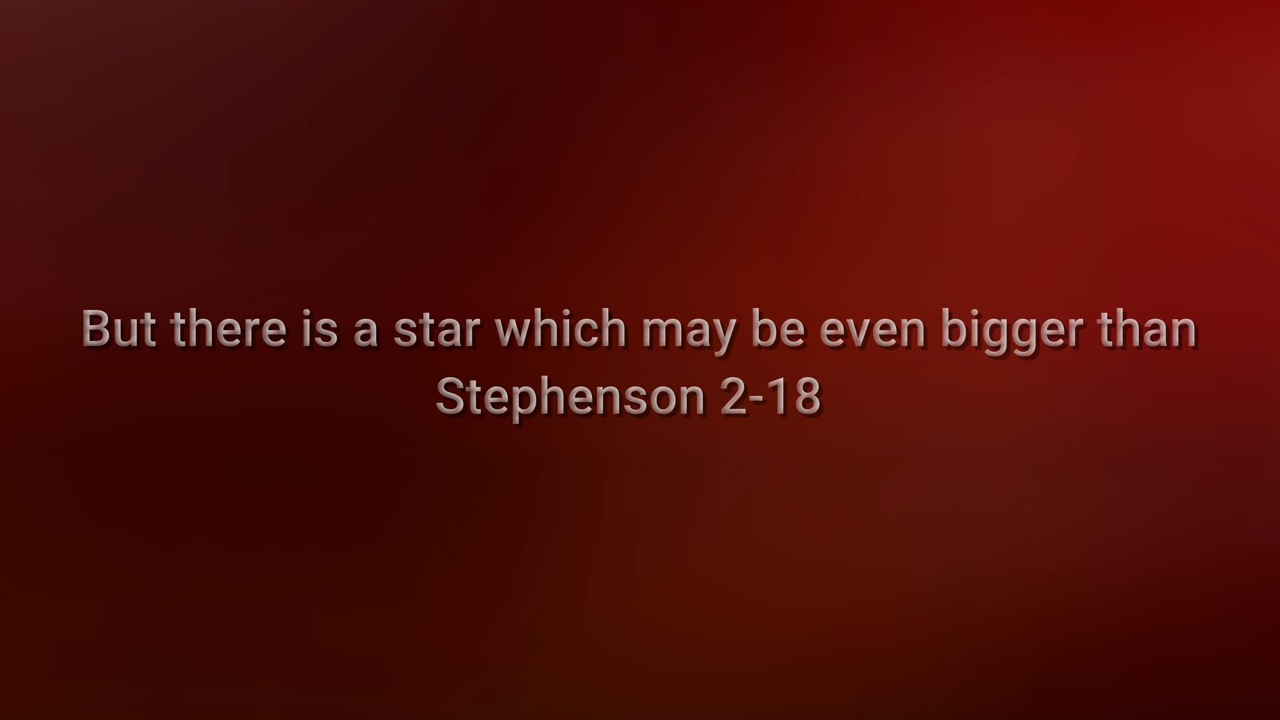 But there is a star which may be even bigger than
Stephenson 2-18